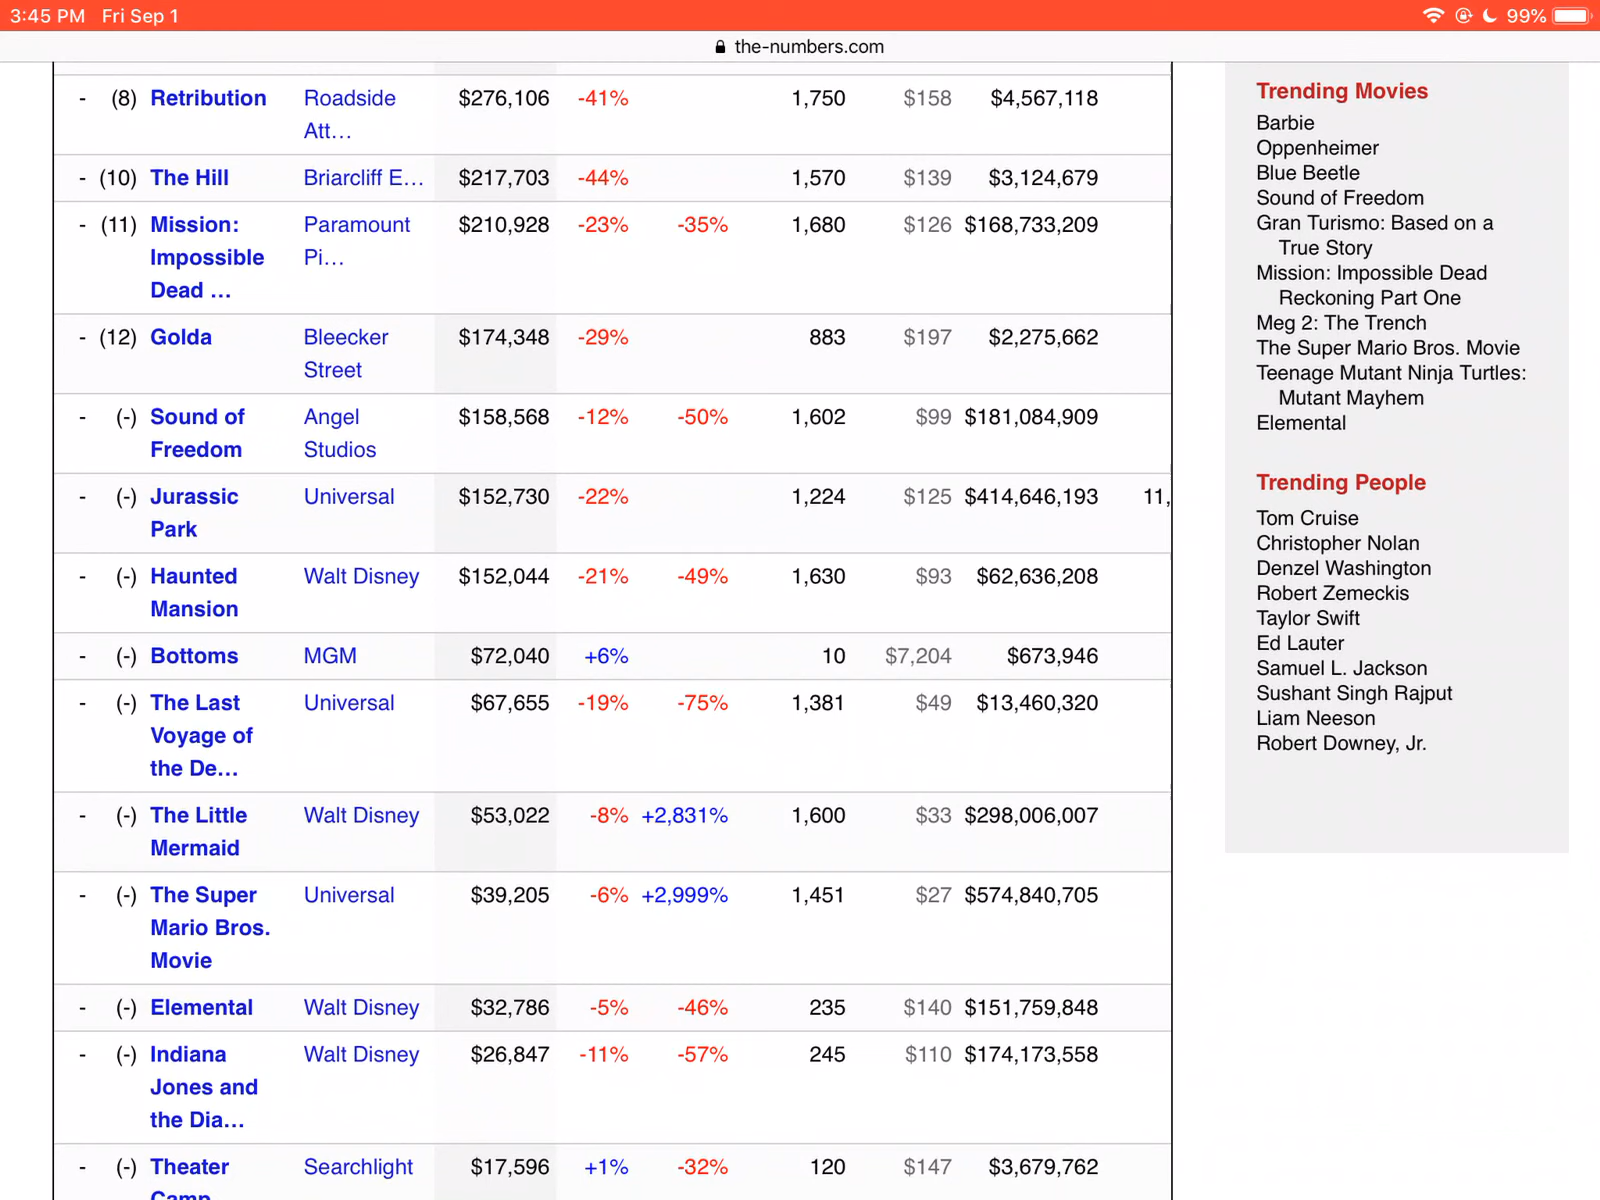 3:45 PM Fri Sep 1 99%
the-numbers.com
- (8) Retribution Roadside $276,106 -41% 1,750 $158 $4,567,118
Att...
- (10) The Hill Briarcliff E... $217,703 -44% 1,570 $139 $3,124,679
- (11) Mission: Paramount $210,928 -23% -35% 1,680 $126 $168,733,209
Impossible Pi...
Dead ...
- (12) Golda Bleecker $174,348 -29% 883 $197 $2,275,662
Street
- (-) Sound of Angel $158,568 -12% -50% 1,602 $99 $181,084,909
Freedom Studios
- (-) Jurassic Universal $152,730 -22% 1,224 $125 $414,646,193 11,
Park
- (-) Haunted Walt Disney $152,044 -21% -49% 1,630 $93 $62,636,208
Mansion
- (-) Bottoms MGM $72,040 +6% 10 $7,204 $673,946
- (-) The Last Universal $67,655 -19% -75% 1,381 $49 $13,460,320
Voyage of
the De...
- (-) The Little Walt Disney $53,022 -8% +2,831% 1,600 $33 $298,006,007
Mermaid
- (-) The Super Universal $39,205 -6% +2,999% 1,451 $27 $574,840,705
Mario Bros.
Movie
- (-) Elemental Walt Disney $32,786 -5% -46% 235 $140 $151,759,848
- (-) Indiana Walt Disney $26,847 -11% -57% 245 $110 $174,173,558
Jones and
the Dia...
- (-) Theater Searchlight $17,596 +1% -32% 120 $147 $3,679,762
Camp
Trending Movies
Barbie
Oppenheimer
Blue Beetle
Sound of Freedom
Gran Turismo: Based on a
True Story
Mission: Impossible Dead
Reckoning Part One
Meg 2: The Trench
The Super Mario Bros. Movie
Teenage Mutant Ninja Turtles:
Mutant Mayhem
Elemental
Trending People
Tom Cruise
Christopher Nolan
Denzel Washington
Robert Zemeckis
Taylor Swift
Ed Lauter
Samuel L. Jackson
Sushant Singh Rajput
Liam Neeson
Robert Downey, Jr.